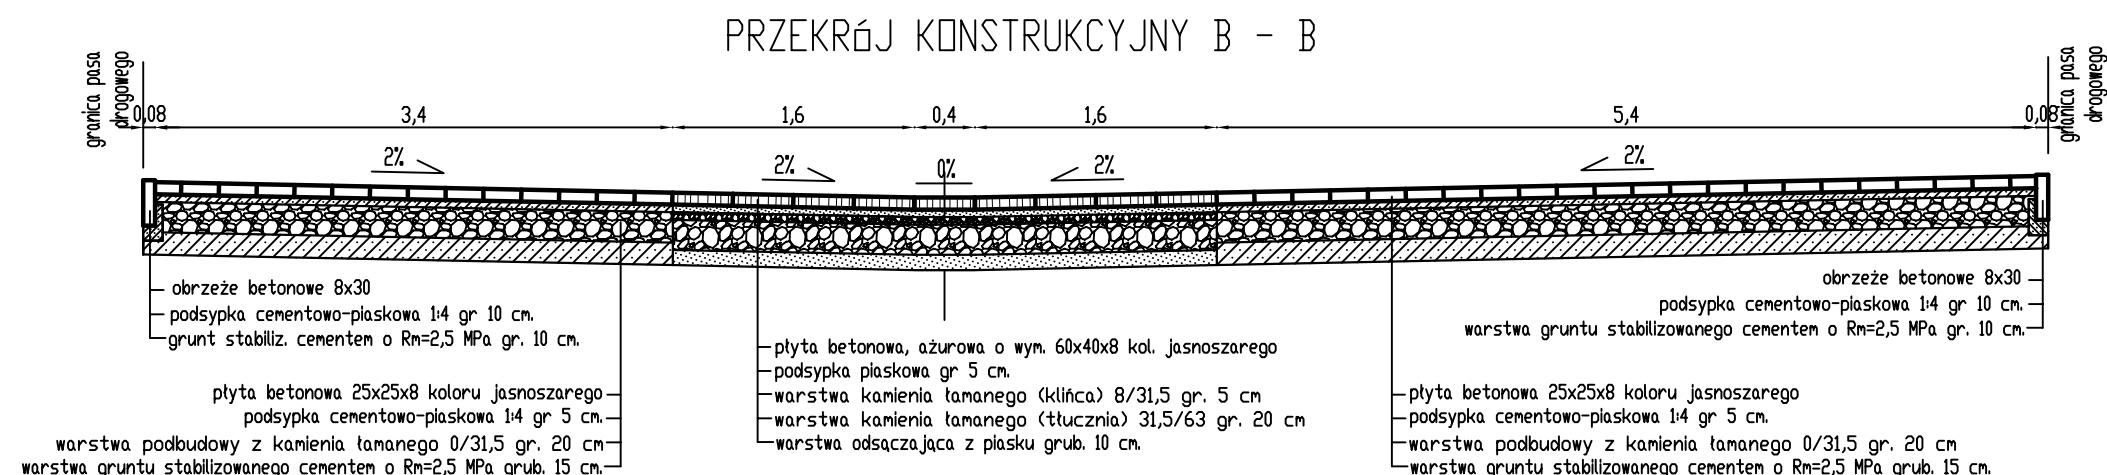 PRZEKRóJ KONSTRUKCYJNY B - B
granica pasa
drogowego
granica pasa
drogowego
0,08
3,4
1,6
0,4
1,6
5,4
0,08
2%
2%
0%
2%
2%
obrzeże betonowe 8x30
podsypka cementowo-piaskowa 1:4 gr 10 cm.
grunt stabiliz. cementem o Rm=2,5 MPa gr. 10 cm.
obrzeże betonowe 8x30
podsypka cementowo-piaskowa 1:4 gr 10 cm.
warstwa gruntu stabilizowanego cementem o Rm=2,5 MPa gr. 10 cm.
płyta betonowa 25x25x8 koloru jasnoszarego
podsypka cementowo-piaskowa 1:4 gr 5 cm.
warstwa podbudowy z kamienia łamanego 0/31,5 gr. 20 cm
warstwa gruntu stabilizowanego cementem o Rm=2,5 MPa grub. 15 cm.
płyta betonowa, ażurowa o wym. 60x40x8 kol. jasnoszarego
podsypka piaskowa gr 5 cm.
warstwa kamienia łamanego (klińca) 8/31,5 gr. 5 cm
warstwa kamienia łamanego (tłucznia) 31,5/63 gr. 20 cm
warstwa odsączająca z piasku grub. 10 cm.
płyta betonowa 25x25x8 koloru jasnoszarego
podsypka cementowo-piaskowa 1:4 gr 5 cm.
warstwa podbudowy z kamienia łamanego 0/31,5 gr. 20 cm
warstwa gruntu stabilizowanego cementem o Rm=2,5 MPa grub. 15 cm.